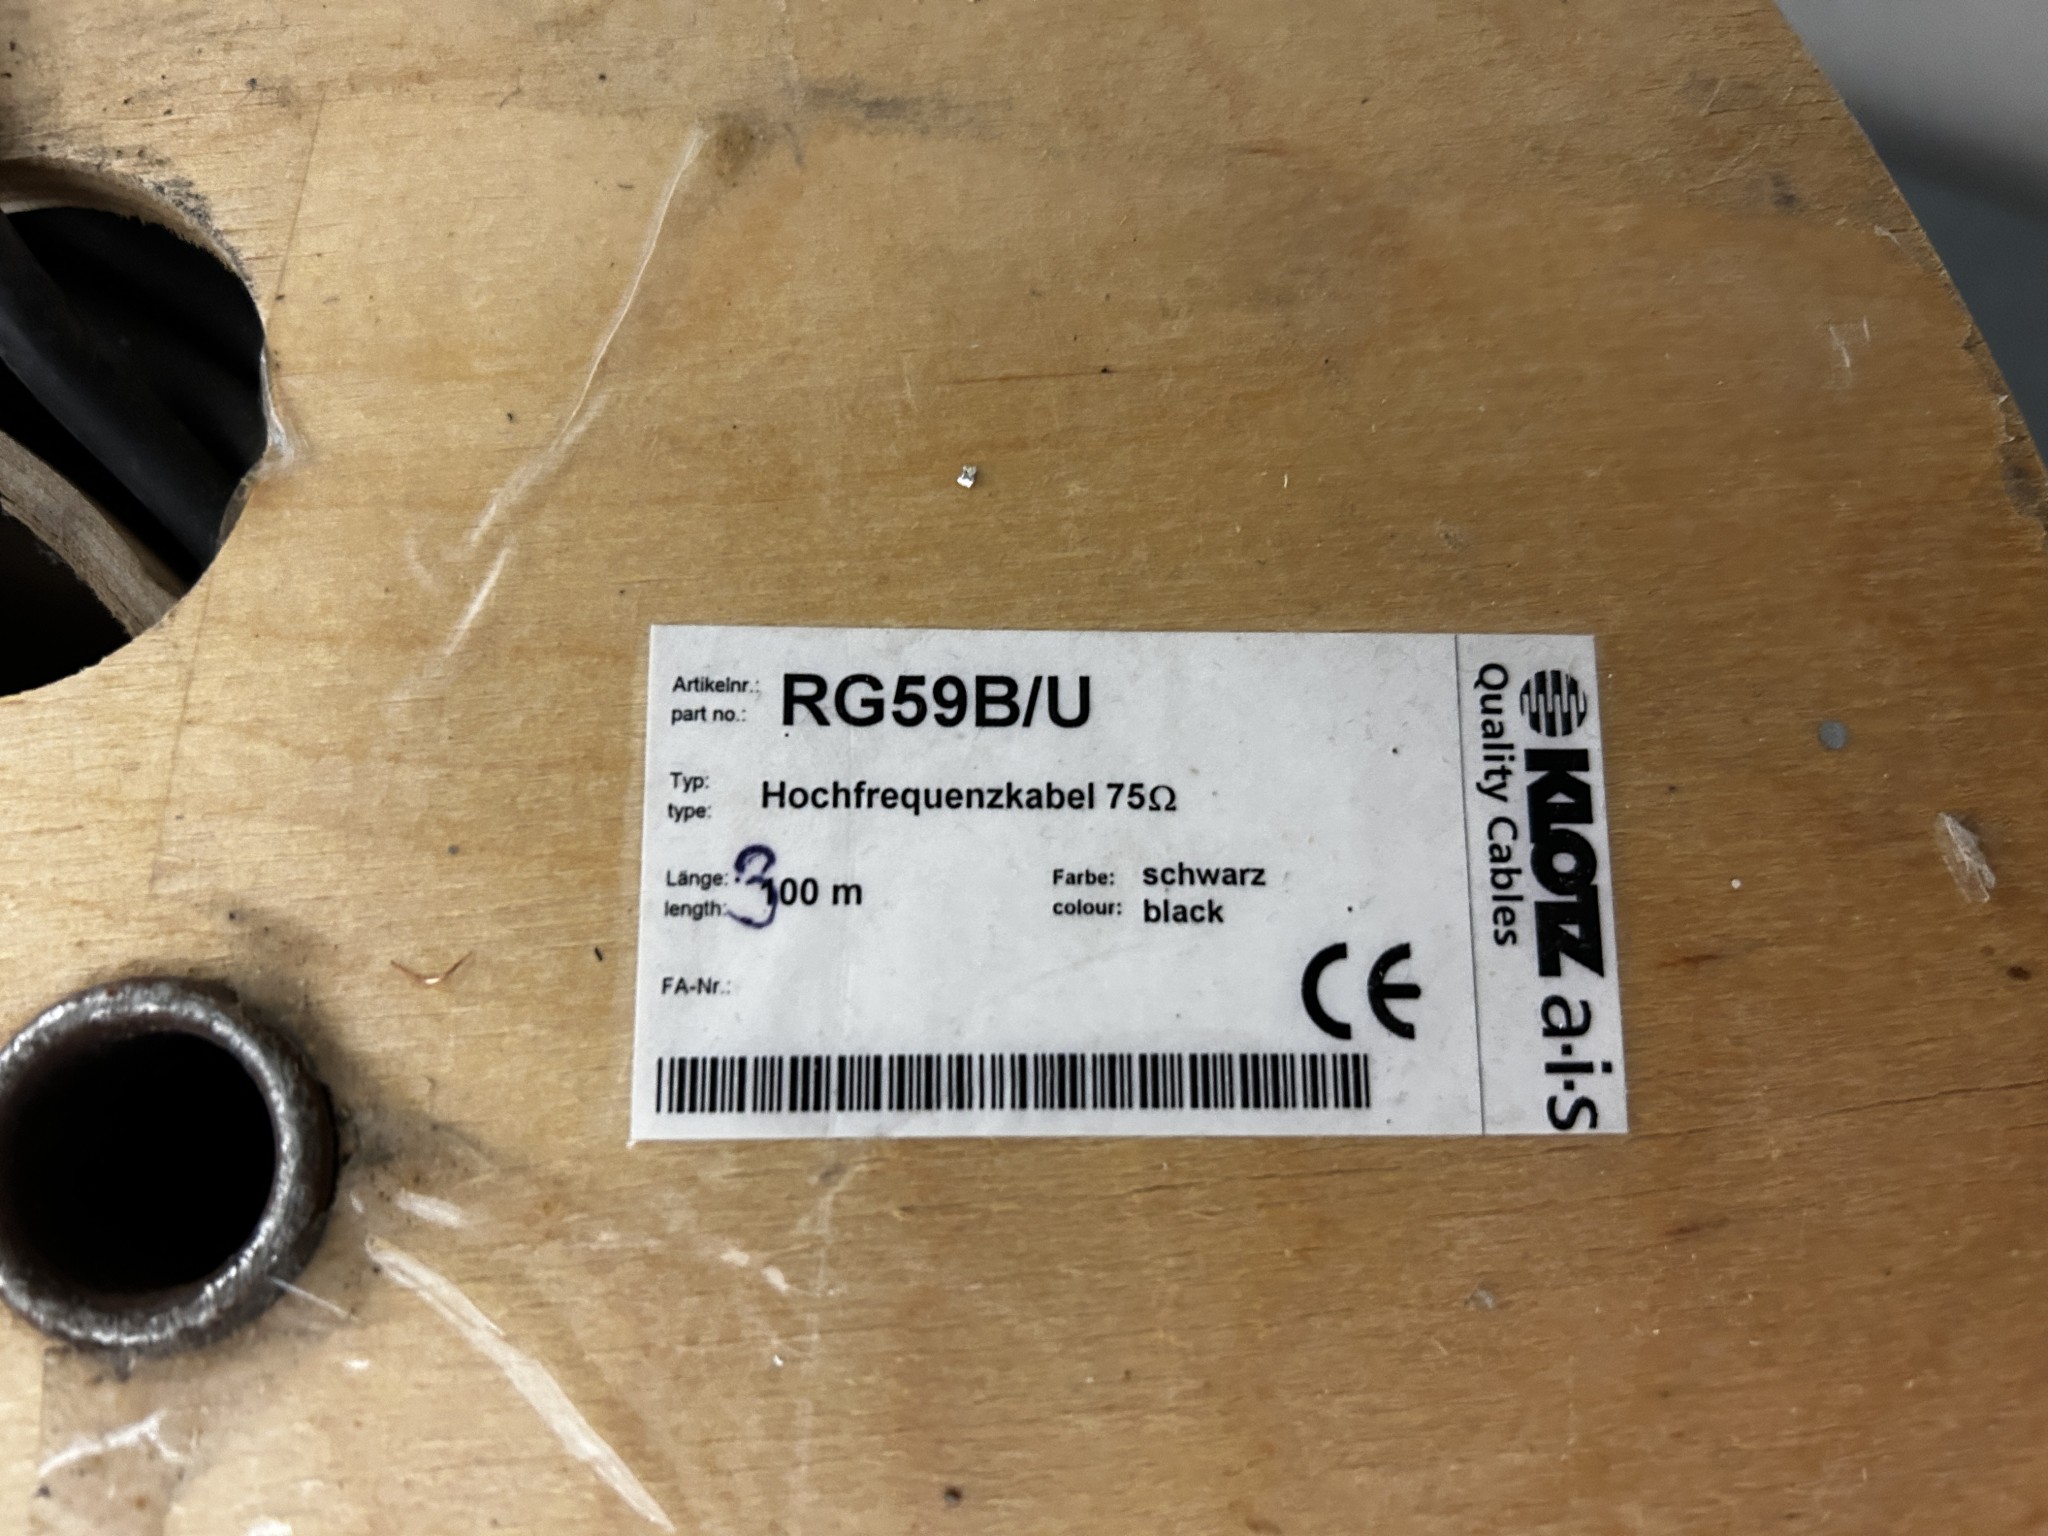 Artikelnr.: RG59B/U
part no.:
Typ: Hochfrequenzkabel 75Ω
type:
Länge: 3100 m
length:
Farbe: schwarz
colour: black
FA-Nr.:
CE
KLOTZ a·i·s
Quality Cables